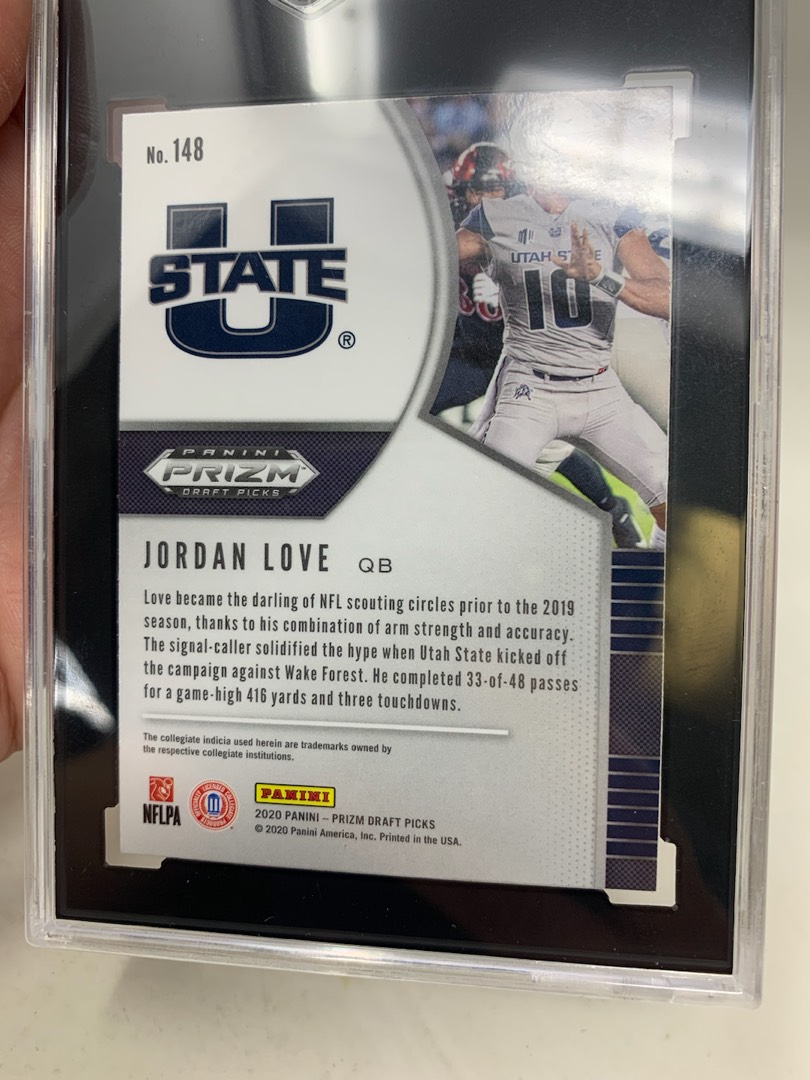 No. 148
STATE
U
®
UTAH STATE
10
PANINI
PRIZM
DRAFT PICKS
JORDAN LOVE QB
Love became the darling of NFL scouting circles prior to the 2019
season, thanks to his combination of arm strength and accuracy.
The signal-caller solidified the hype when Utah State kicked off
the campaign against Wake Forest. He completed 33-of-48 passes
for a game-high 416 yards and three touchdowns.
The collegiate indicia used herein are trademarks owned by
the respective collegiate institutions.
NFLPA
PANINI
2020 PANINI – PRIZM DRAFT PICKS
© 2020 Panini America, Inc. Printed in the USA.